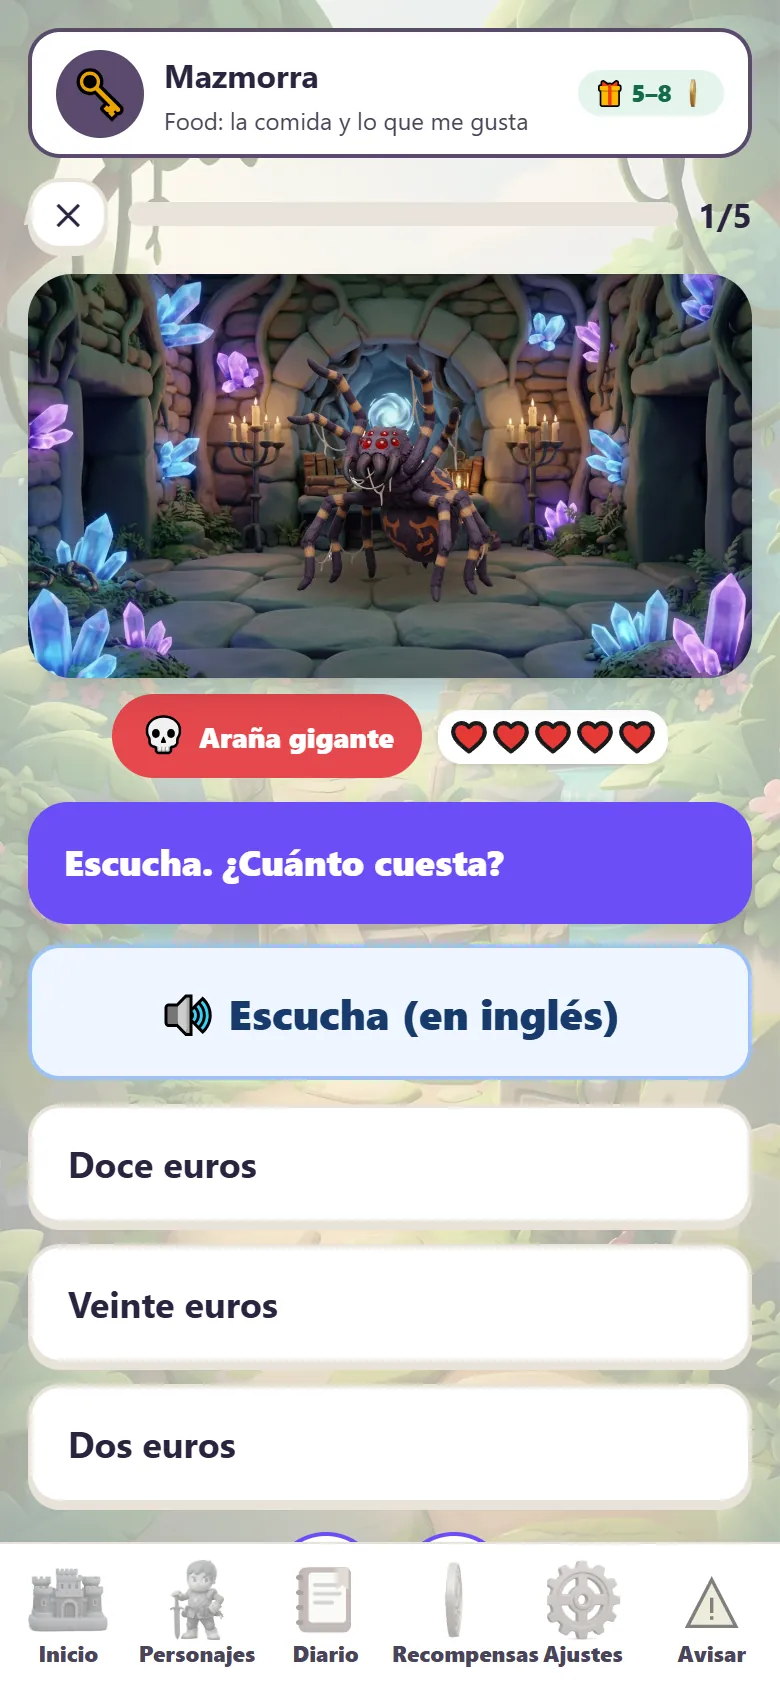 Mazmorra
Food: la comida y lo que me gusta
5–8
1/5
Araña gigante
Escucha. ¿Cuánto cuesta?
Escucha (en inglés)
Doce euros
Veinte euros
Dos euros
Inicio
Personajes
Diario
Recompensas
Ajustes
Avisar